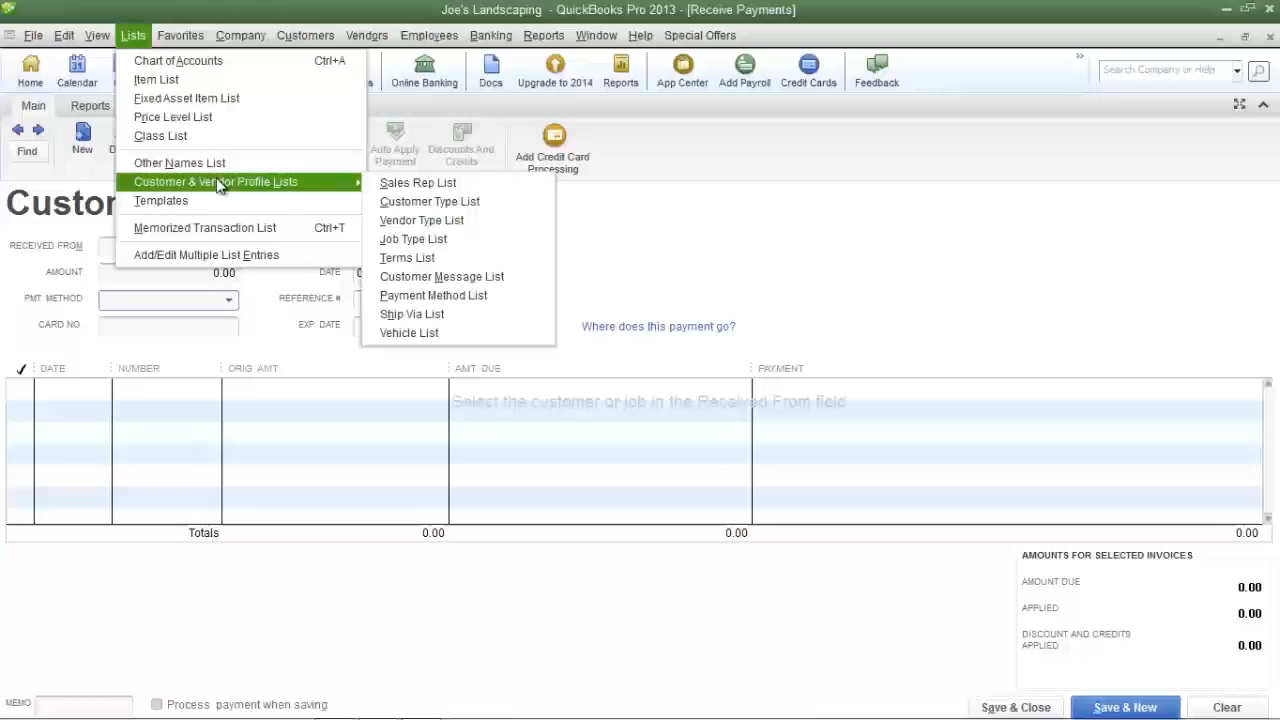 Joe's Landscaping - QuickBooks Pro 2013 - [Receive Payments]
File Edit View Lists Favorites Company Customers Vendors Employees Banking Reports Window Help Special Offers
Home Calendar Online Banking Docs Upgrade to 2014 Reports App Center Add Payroll Credit Cards Feedback
Search Company or Help
Main Reports
Find New
Auto Apply Payment
Discounts And Credits
Add Credit Card Processing
Chart of Accounts Ctrl+A
Item List
Fixed Asset Item List
Price Level List
Class List
Other Names List
Customer & Vendor Profile Lists
Templates
Memorized Transaction List Ctrl+T
Add/Edit Multiple List Entries
Sales Rep List
Customer Type List
Vendor Type List
Job Type List
Terms List
Customer Message List
Payment Method List
Ship Via List
Vehicle List
RECEIVED FROM
AMOUNT 0.00 DATE
PMT. METHOD REFERENCE #
CARD NO. EXP. DATE
Where does this payment go?
DATE NUMBER ORIG. AMT. AMT. DUE PAYMENT
Select the customer or job in the Received From field
Totals 0.00 0.00 0.00
AMOUNTS FOR SELECTED INVOICES
AMOUNT DUE 0.00
APPLIED 0.00
DISCOUNT AND CREDITS
APPLIED 0.00
MEMO Process payment when saving
Save & Close Save & New Clear